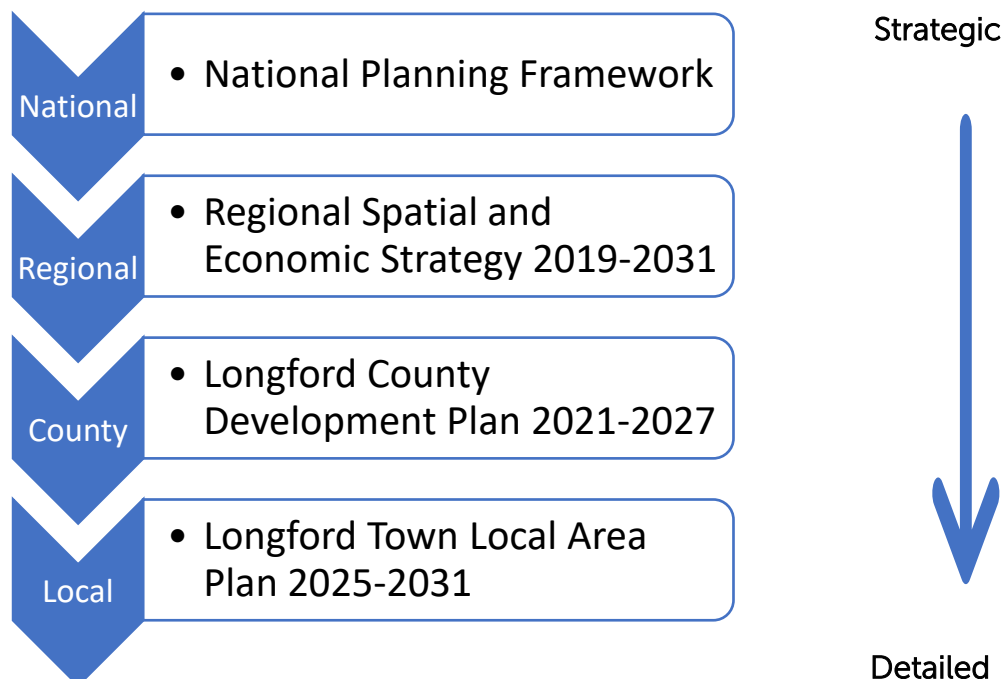 Strategic
National
• National Planning Framework
Regional
• Regional Spatial and
Economic Strategy 2019-2031
County
• Longford County
Development Plan 2021-2027
Local
• Longford Town Local Area
Plan 2025-2031
Detailed